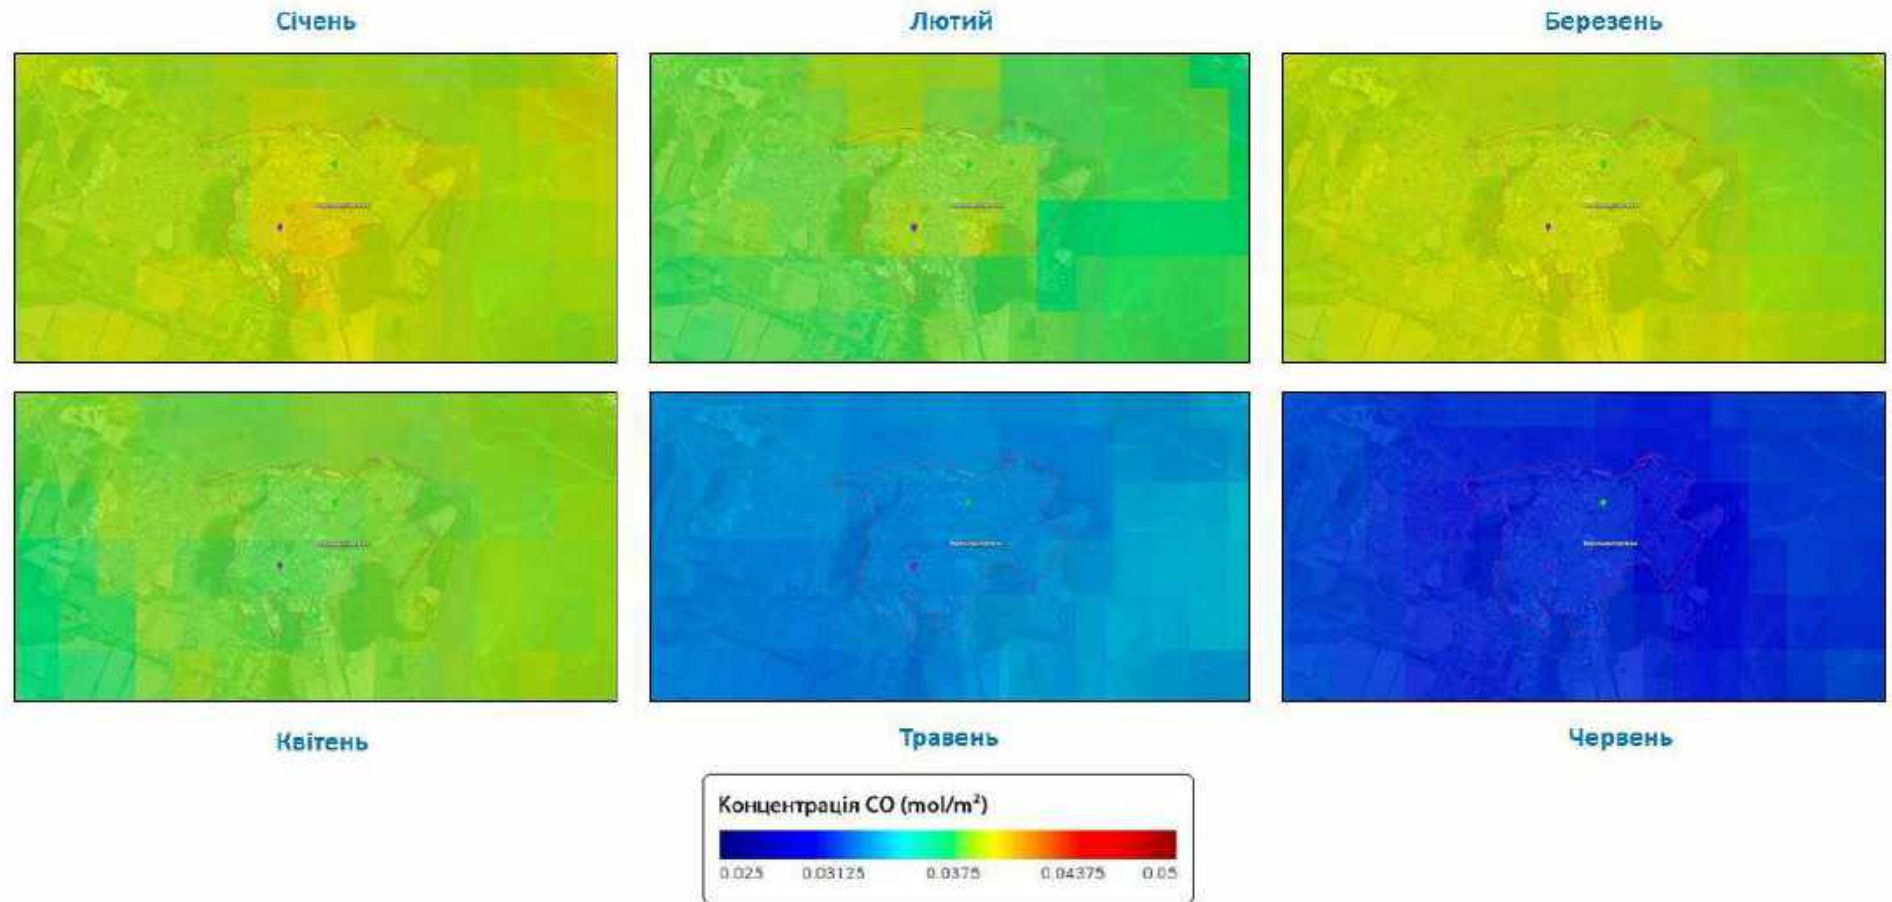 Січень
Лютий
Березень
Квітень
Травень
Червень
Концентрація CO (mol/m²)
0.025 0.03125 0.0375 0.04375 0.05